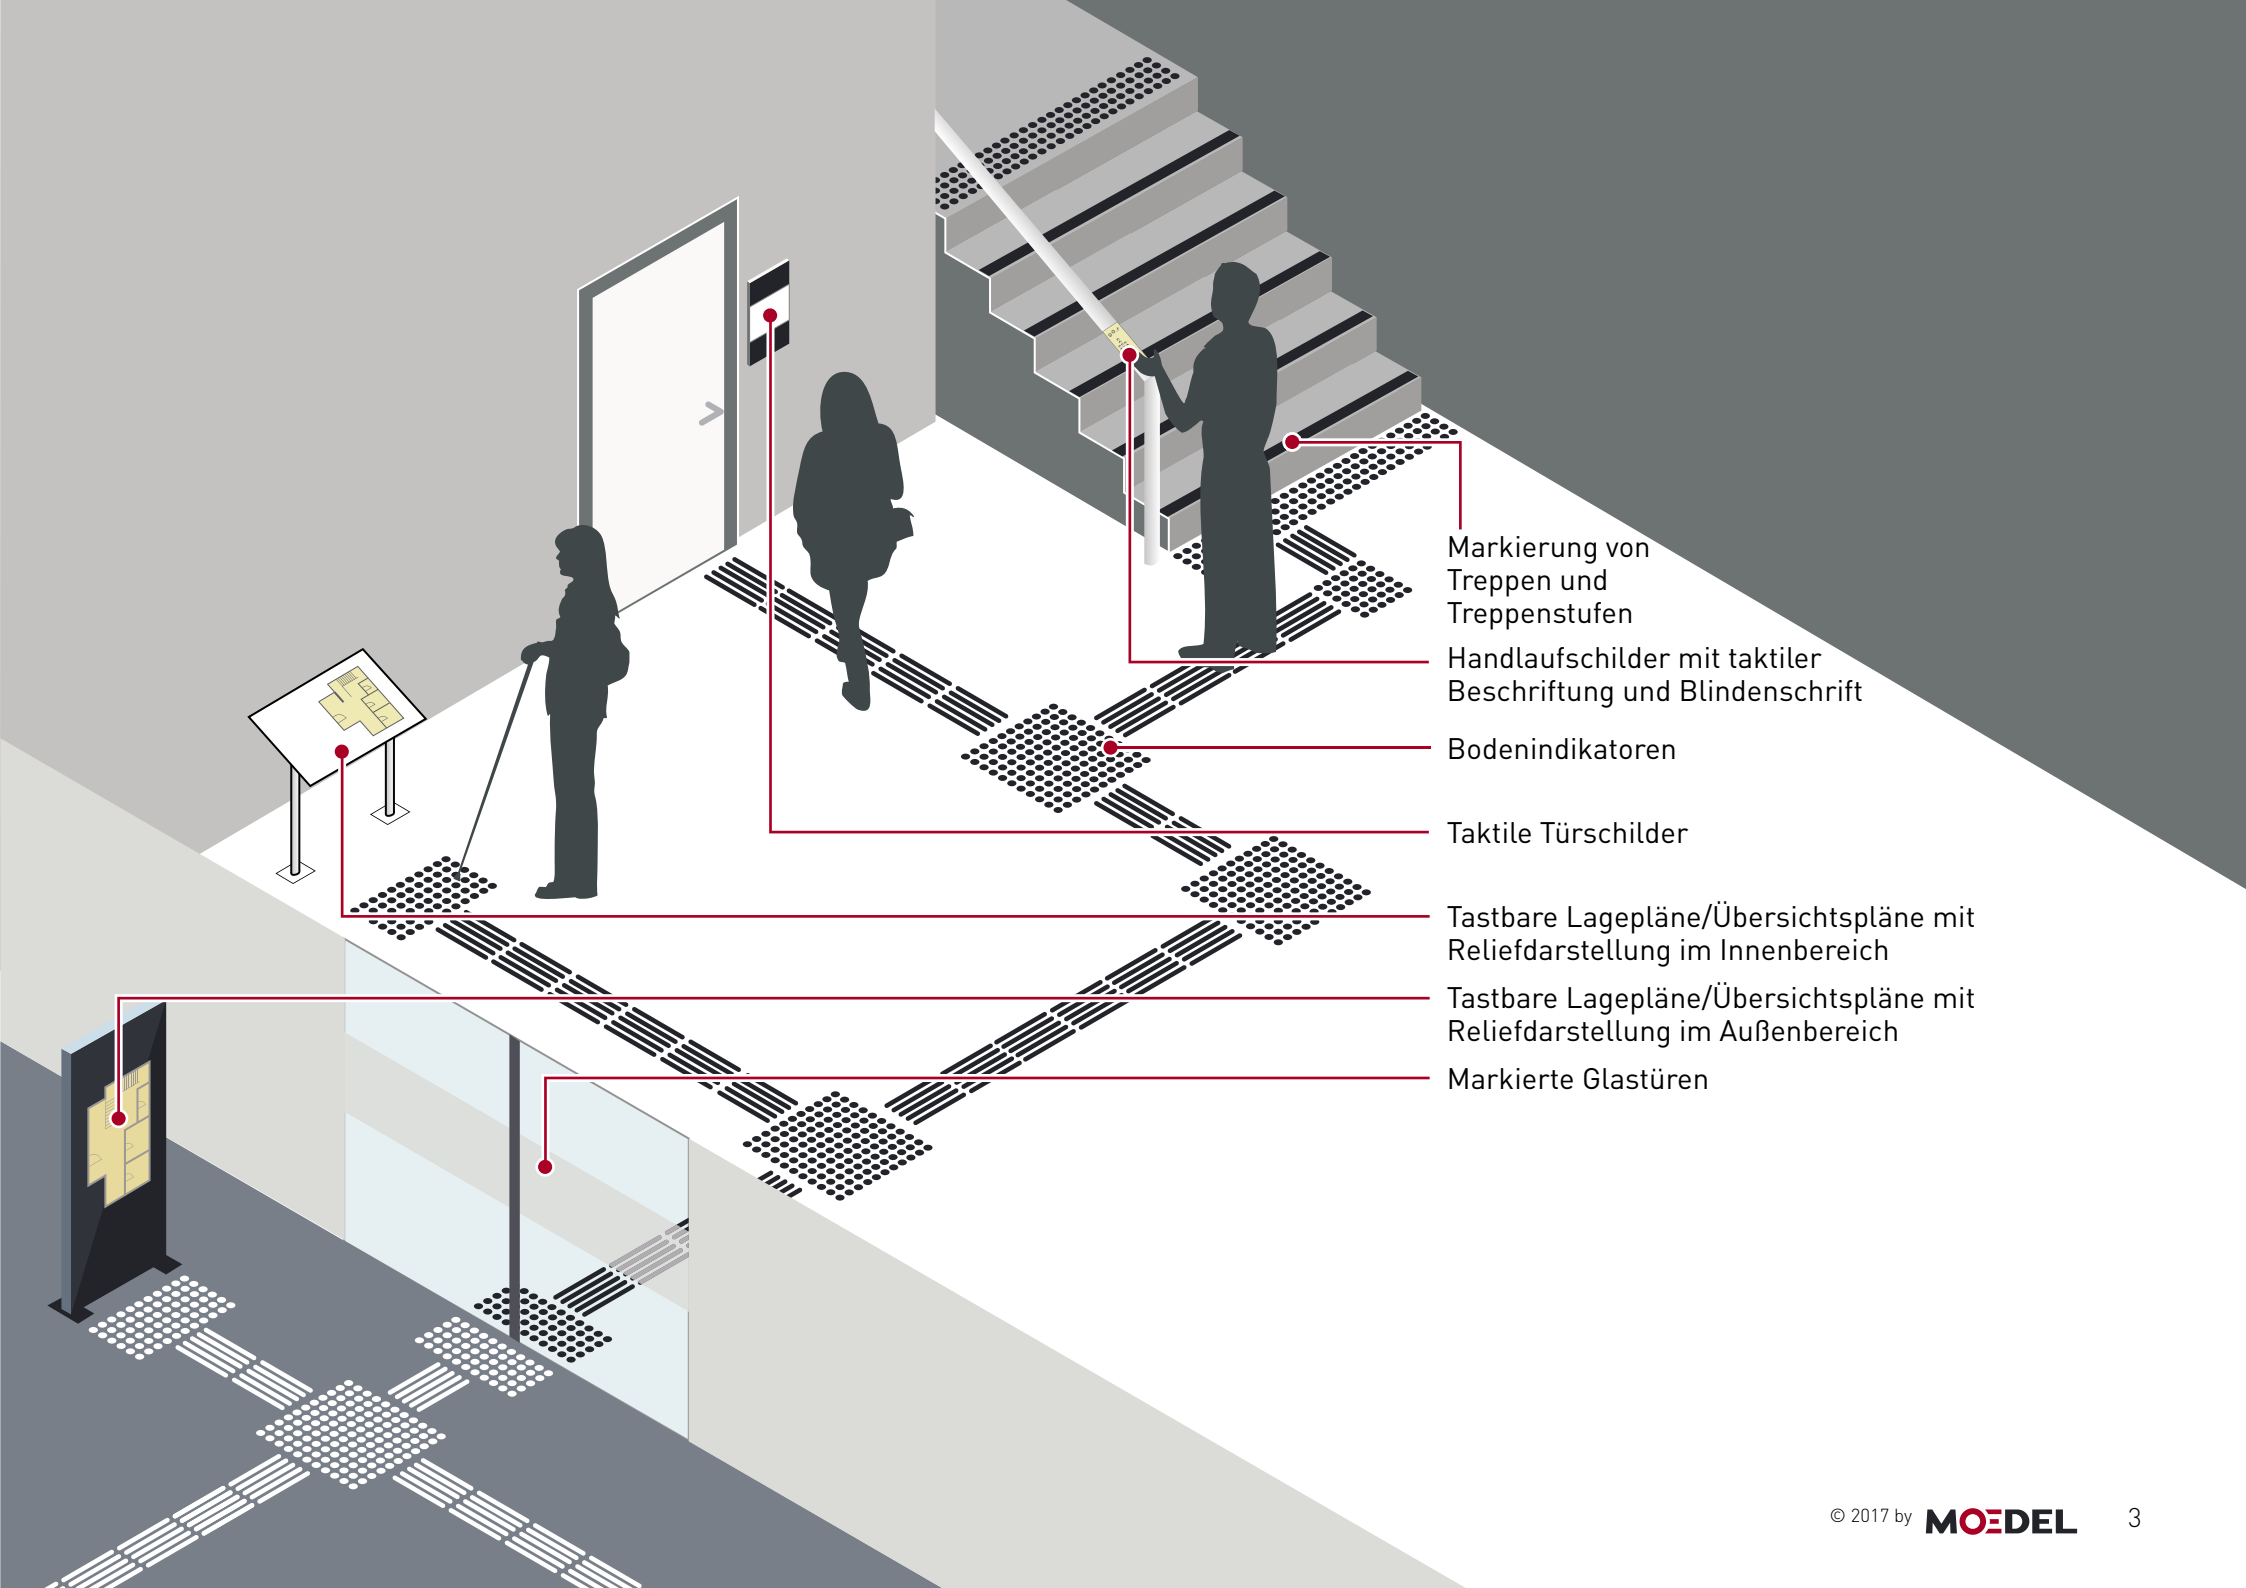 Markierung von
Treppen und
Treppenstufen
Handlaufschilder mit taktiler
Beschriftung und Blindenschrift
Bodenindikatoren
Taktile Türschilder
Tastbare Lagepläne/Übersichtspläne mit
Reliefdarstellung im Innenbereich
Tastbare Lagepläne/Übersichtspläne mit
Reliefdarstellung im Außenbereich
Markierte Glastüren
© 2017 by MOEDEL 3